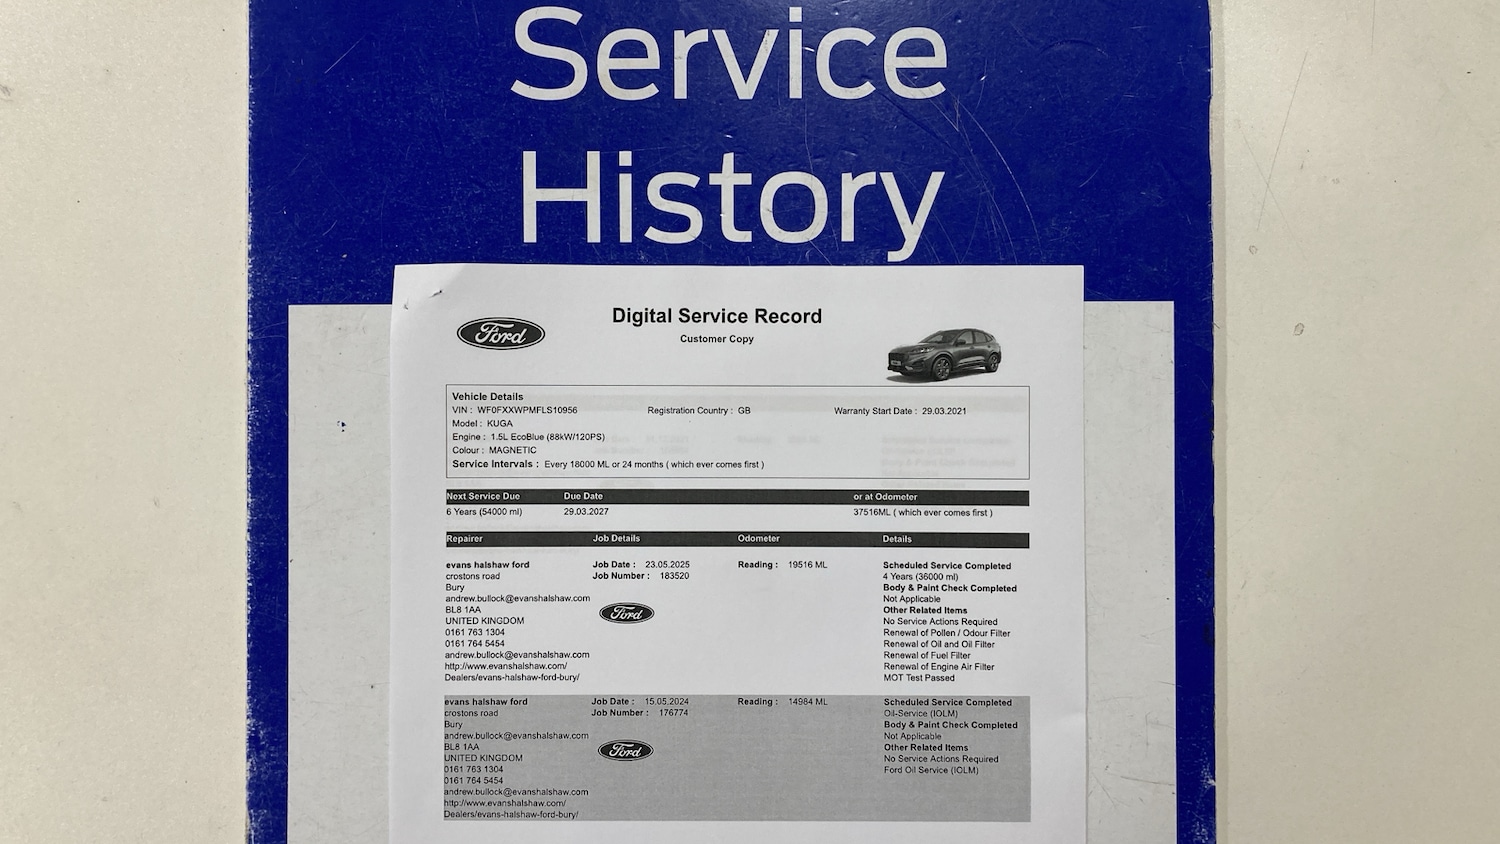 Service
History
Ford
Digital Service Record
Customer Copy
Vehicle Details
VIN : WF0FXXWPMFLS10956 Registration Country : GB Warranty Start Date : 29.03.2021
Model : KUGA
Engine : 1.5L EcoBlue (88kW/120PS)
Colour : MAGNETIC
Service Intervals : Every 18000 ML or 24 months ( which ever comes first )
Next Service Due Due Date or at Odometer
6 Years (54000 ml) 29.03.2027 37516ML ( which ever comes first )
Repairer Job Details Odometer Details
evans halshaw ford Job Date : 23.05.2025 Reading : 19516 ML Scheduled Service Completed
crostons road Job Number : 183520 4 Years (36000 ml)
Bury Body & Paint Check Completed
andrew.bullock@evanshalshaw.com Not Applicable
BL8 1AA Ford Other Related Items
UNITED KINGDOM No Service Actions Required
0161 763 1304 Renewal of Pollen / Odour Filter
0161 764 5454 Renewal of Oil and Oil Filter
andrew.bullock@evanshalshaw.com Renewal of Fuel Filter
http://www.evanshalshaw.com/ Renewal of Engine Air Filter
Dealers/evans-halshaw-ford-bury/ MOT Test Passed
evans halshaw ford Job Date : 15.05.2024 Reading : 14984 ML Scheduled Service Completed
crostons road Job Number : 176774 Oil-Service (IOLM)
Bury Body & Paint Check Completed
andrew.bullock@evanshalshaw.com Not Applicable
BL8 1AA Ford Other Related Items
UNITED KINGDOM No Service Actions Required
0161 763 1304 Ford Oil Service (IOLM)
0161 764 5454
andrew.bullock@evanshalshaw.com
http://www.evanshalshaw.com/
Dealers/evans-halshaw-ford-bury/